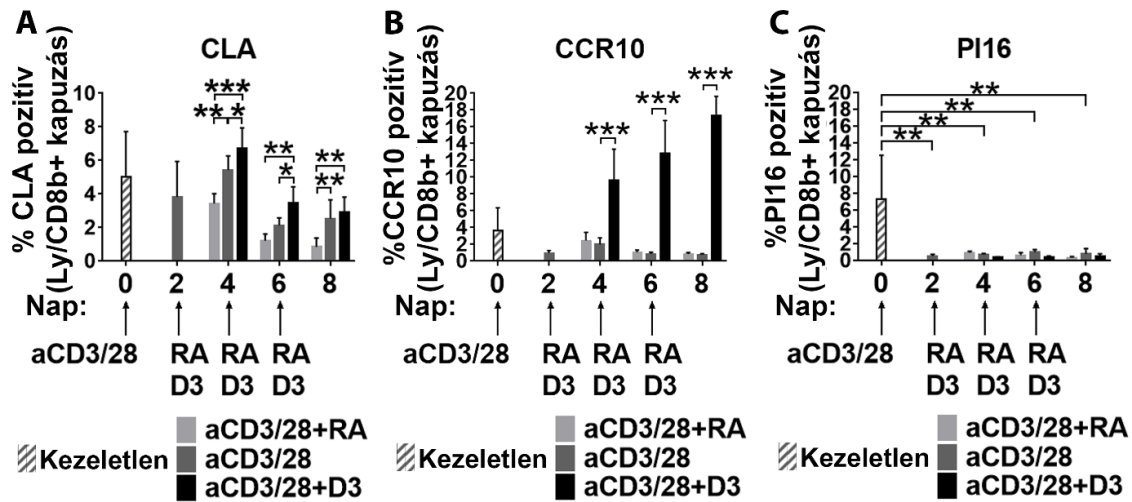 A
CLA
% CLA pozitív
(Ly/CD8b+ kapuzás)
10
8
6
4
2
0
***
** *
**
*
**
**
0 2 4 6 8
Nap:
aCD3/28 RA RA RA
D3 D3 D3
Kezeletlen
aCD3/28+RA
aCD3/28
aCD3/28+D3
B
CCR10
%CCR10 pozitív
(Ly/CD8b+ kapuzás)
20
18
16
14
12
10
8
6
4
2
0
***
***
***
0 2 4 6 8
Nap:
aCD3/28 RA RA RA
D3 D3 D3
Kezeletlen
aCD3/28+RA
aCD3/28
aCD3/28+D3
C
PI16
%PI16 pozitív
(Ly/CD8b+ kapuzás)
20
18
16
14
12
10
8
6
4
2
0
**
**
**
**
0 2 4 6 8
Nap:
aCD3/28 RA RA RA
D3 D3 D3
Kezeletlen
aCD3/28+RA
aCD3/28
aCD3/28+D3